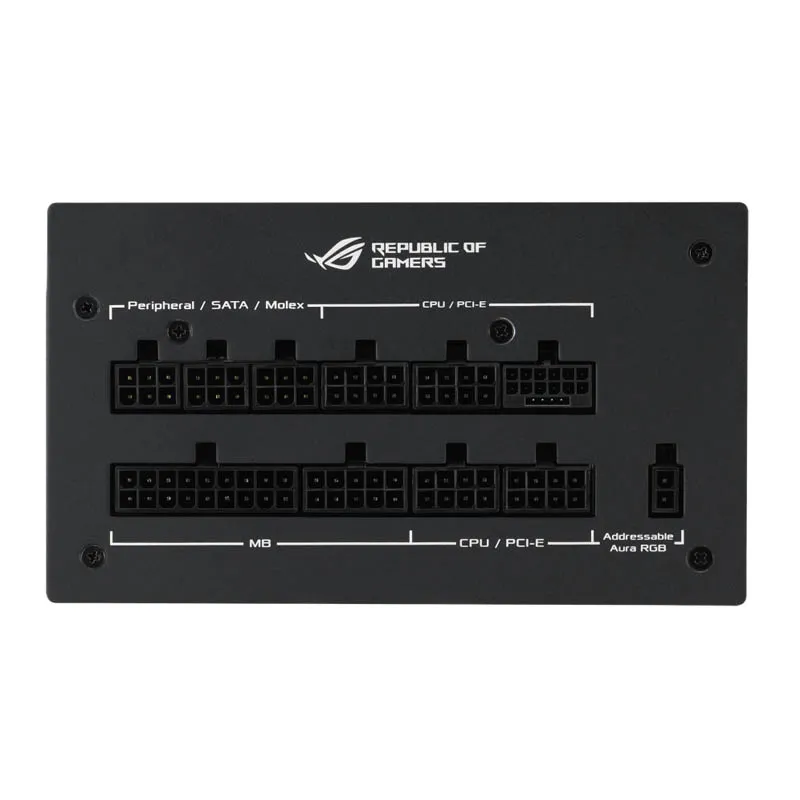 REPUBLIC OF
GAMERS
Peripheral / SATA / Molex
CPU / PCI-E
MB
CPU / PCI-E
Addressable
Aura RGB